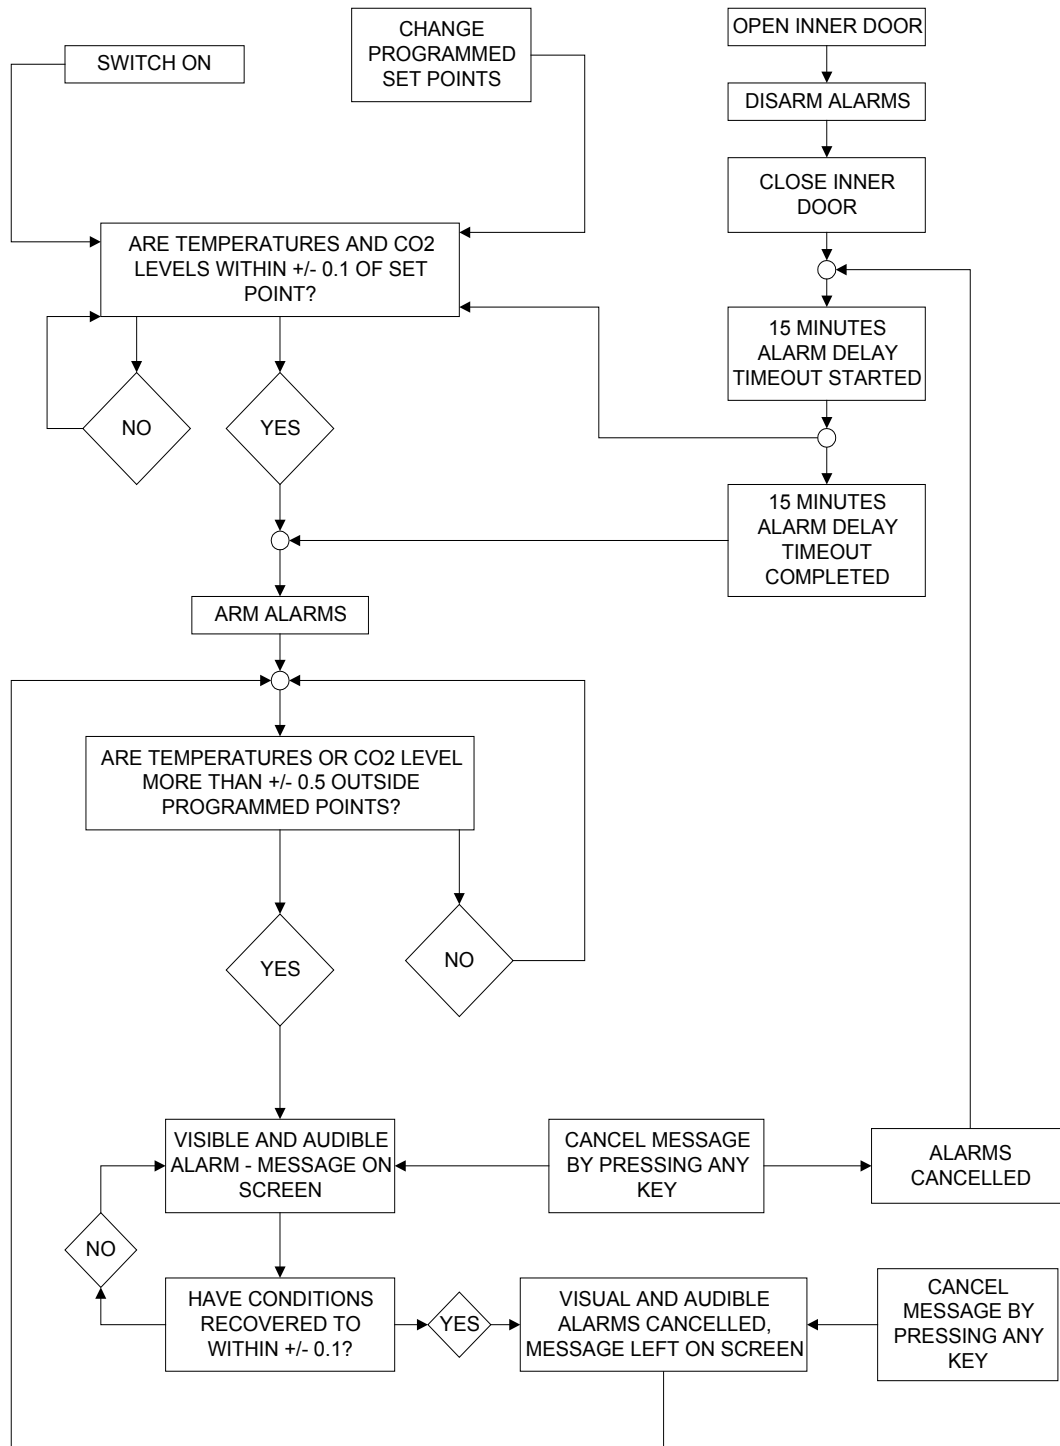 SWITCH ON
CHANGE
PROGRAMMED
SET POINTS
OPEN INNER DOOR
DISARM ALARMS
CLOSE INNER
DOOR
ARE TEMPERATURES AND CO2
LEVELS WITHIN +/- 0.1 OF SET
POINT?
15 MINUTES
ALARM DELAY
TIMEOUT STARTED
NO
YES
15 MINUTES
ALARM DELAY
TIMEOUT
COMPLETED
ARM ALARMS
ARE TEMPERATURES OR CO2 LEVEL
MORE THAN +/- 0.5 OUTSIDE
PROGRAMMED POINTS?
YES
NO
VISIBLE AND AUDIBLE
ALARM - MESSAGE ON
SCREEN
CANCEL MESSAGE
BY PRESSING ANY
KEY
ALARMS
CANCELLED
NO
HAVE CONDITIONS
RECOVERED TO
WITHIN +/- 0.1?
YES
VISUAL AND AUDIBLE
ALARMS CANCELLED,
MESSAGE LEFT ON SCREEN
CANCEL
MESSAGE BY
PRESSING ANY
KEY